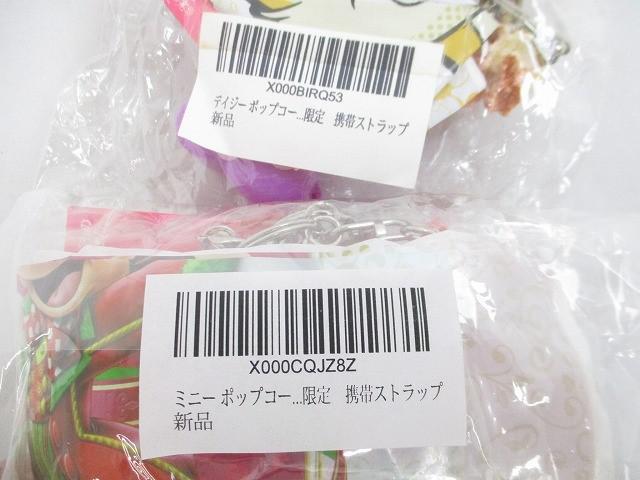 X000BIRQ53
デイジー ポップコー...限定　携帯ストラップ
新品
X000CQJZ8Z
ミニー ポップコー...限定　携帯ストラップ
新品